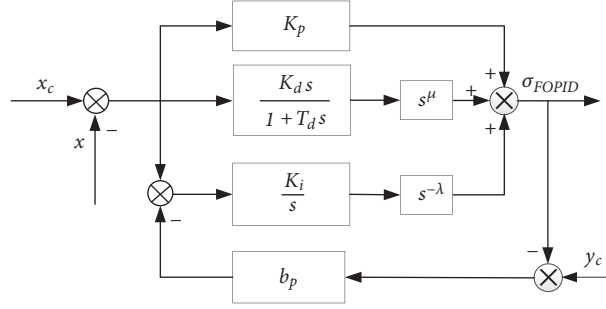 K_p
x_c
K_d s
1 + T_d s
s^μ
+
+
+
σ_FOPID
x
−
K_i
s
s^{−λ}
−
−
y_c
b_p